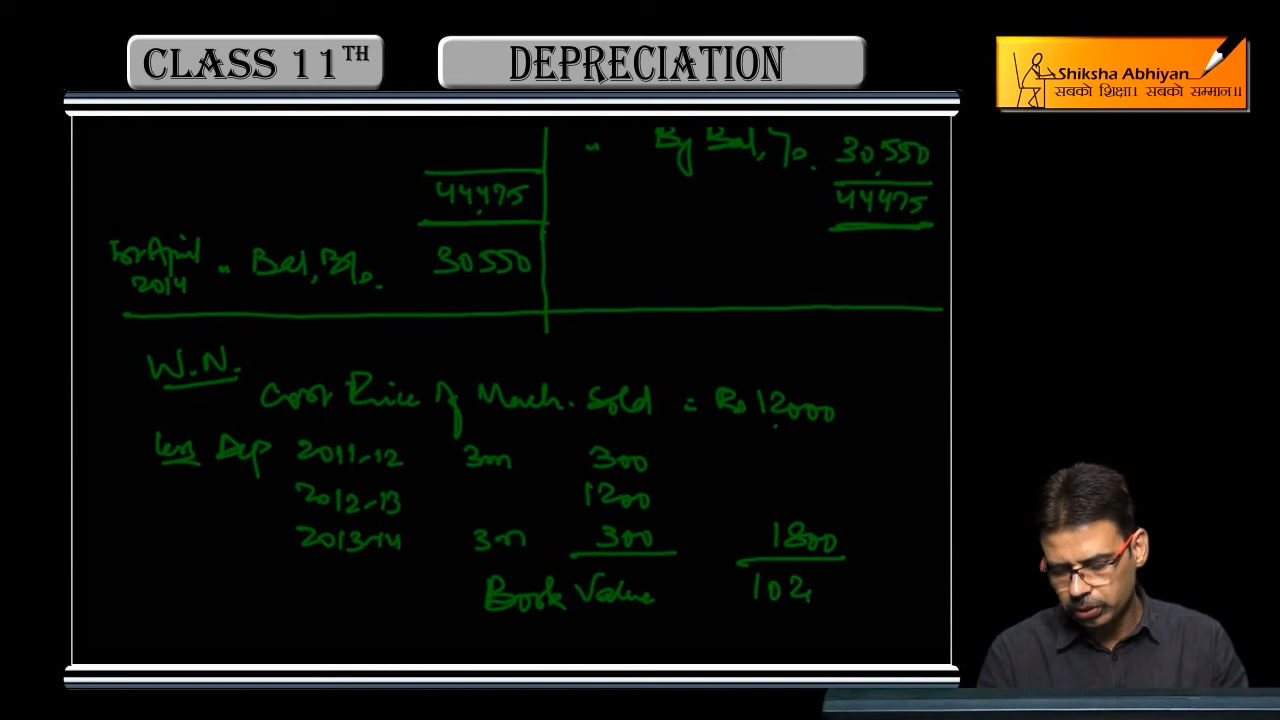 CLASS 11TH
DEPRECIATION
Shiksha Abhiyan
सबको शिक्षा। सबको सम्मान।।
" By Bal. c/o. 30550
44475 44475
1st April 2014 " Bal. B/o. 30550
W.N.
Cost Price of Mach. Sold = Rs 12000
less Dep 2011-12 3m 300
2012-13 1200
2013-14 3m 300 1800
Book Value 102